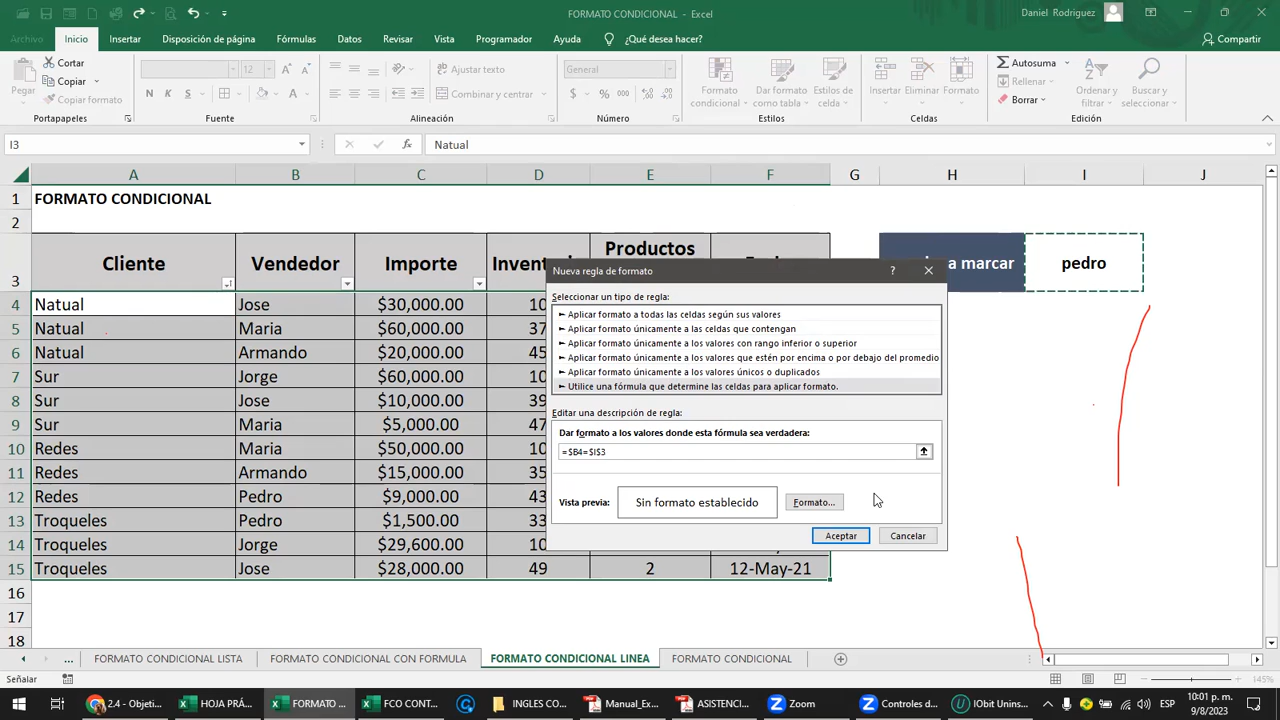 FORMATO CONDICIONAL - Excel
Daniel Rodriguez
Archivo Inicio Insertar Disposición de página Fórmulas Datos Revisar Vista Programador Ayuda ¿Qué desea hacer? Compartir
Pegar
Cortar
Copiar
Copiar formato
Portapapeles
12
N K S
Fuente
Ajustar texto
Combinar y centrar
Alineación
General
$ % 000
Número
Formato condicional
Dar formato como tabla
Estilos de celda
Estilos
Insertar Eliminar Formato
Celdas
Autosuma
Rellenar
Borrar
Ordenar y filtrar
Buscar y seleccionar
Edición
I3
fx
Natual
A B C D E F G H I J
1 FORMATO CONDICIONAL
2
3 Cliente Vendedor Importe Productos a marcar pedro
4 Natual Jose $30,000.00
5 Natual Maria $60,000.00 37
6 Natual Armando $20,000.00 45
7 Sur Jorge $10,000.00
8 Sur Jose $10,000.00 39
9 Sur Maria $5,000.00 47
10 Redes Maria $50,000.00
11 Redes Armando $15,000.00 35
12 Redes Pedro $9,000.00 43
13 Troqueles Pedro $1,500.00 33
14 Troqueles Jorge $29,600.00
15 Troqueles Jose $28,000.00 49 2 12-May-21
16
17
18
Nueva regla de formato ?
Seleccionar un tipo de regla:
► Aplicar formato a todas las celdas según sus valores
► Aplicar formato únicamente a las celdas que contengan
► Aplicar formato únicamente a los valores con rango inferior o superior
► Aplicar formato únicamente a los valores que estén por encima o por debajo del promedio
► Aplicar formato únicamente a los valores únicos o duplicados
► Utilice una fórmula que determine las celdas para aplicar formato.
Editar una descripción de regla:
Dar formato a los valores donde esta fórmula sea verdadera:
=$B4=$I$3
Vista previa: Sin formato establecido Formato...
Aceptar Cancelar
... FORMATO CONDICIONAL LISTA FORMATO CONDICIONAL CON FORMULA FORMATO CONDICIONAL LINEA FORMATO CONDICIONAL
Señalar
145%
2.4 - Objeti... HOJA PRÁ... FORMATO ... FCO CONT... INGLES CO... Manual_Ex... ASISTENCI... Zoom Controles d... IObit Unins...
ESP
10:01 p. m.
9/8/2023